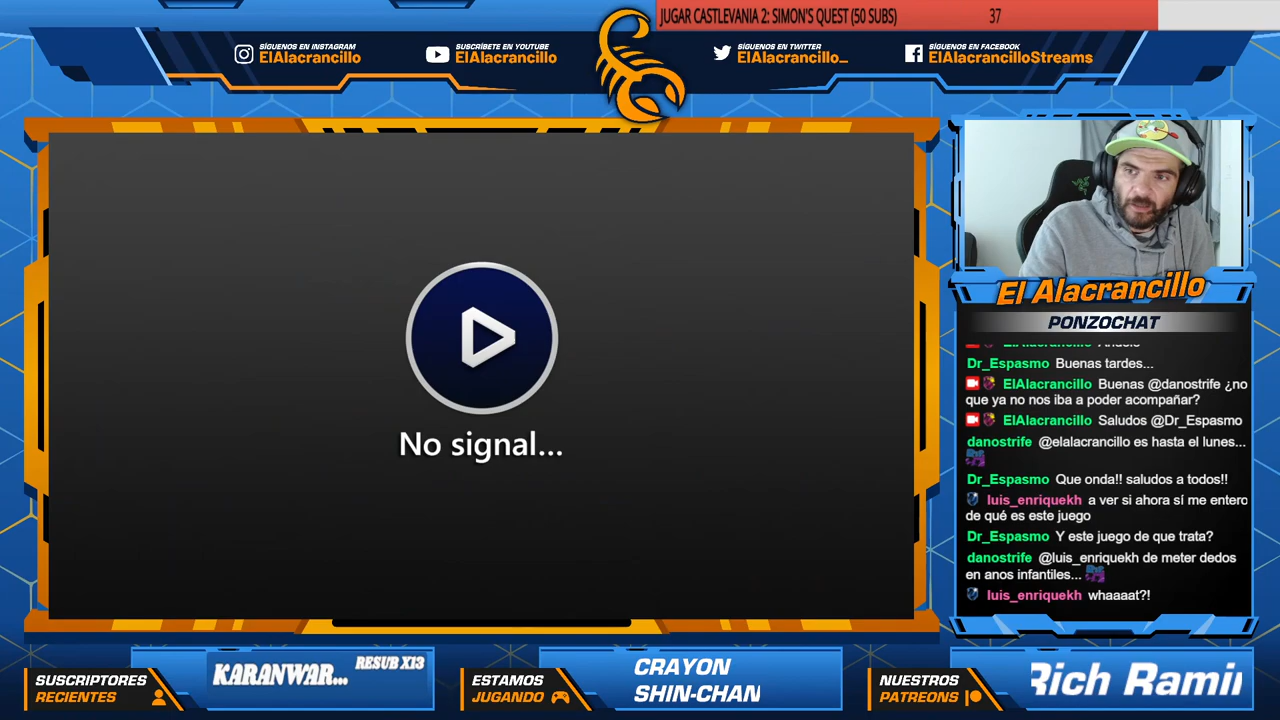 JUGAR CASTLEVANIA 2: SIMON'S QUEST (50 SUBS) 37
SÍGUENOS EN INSTAGRAM
ElAlacrancillo
SUSCRÍBETE EN YOUTUBE
ElAlacrancillo
SÍGUENOS EN TWITTER
ElAlacrancillo_
SÍGUENOS EN FACEBOOK
ElAlacrancilloStreams
No signal...
El Alacrancillo
PONZOCHAT
Dr_Espasmo Buenas tardes...
ElAlacrancillo Buenas @danostrife ¿no
que ya no nos iba a poder acompañar?
ElAlacrancillo Saludos @Dr_Espasmo
danostrife @elalacrancillo es hasta el lunes...
Dr_Espasmo Que onda!! saludos a todos!!
luis_enriquekh a ver si ahora sí me entero
de qué es este juego
Dr_Espasmo Y este juego de que trata?
danostrife @luis_enriquekh de meter dedos
en anos infantiles...
luis_enriquekh whaaaat?!
SUSCRIPTORES
RECIENTES
KARANWAR...
RESUB X13
ESTAMOS
JUGANDO
CRAYON
SHIN-CHAN
NUESTROS
PATREONS
Rich Ramir